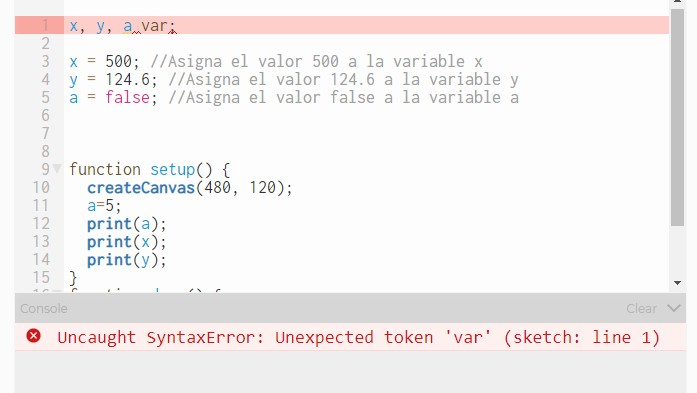 1 x, y, a var;
2
3 x = 500; //Asigna el valor 500 a la variable x
4 y = 124.6; //Asigna el valor 124.6 a la variable y
5 a = false; //Asigna el valor false a la variable a
6
7
8
9 function setup() {
10 createCanvas(480, 120);
11 a=5;
12 print(a);
13 print(x);
14 print(y);
15 }
Console Clear
Uncaught SyntaxError: Unexpected token 'var' (sketch: line 1)